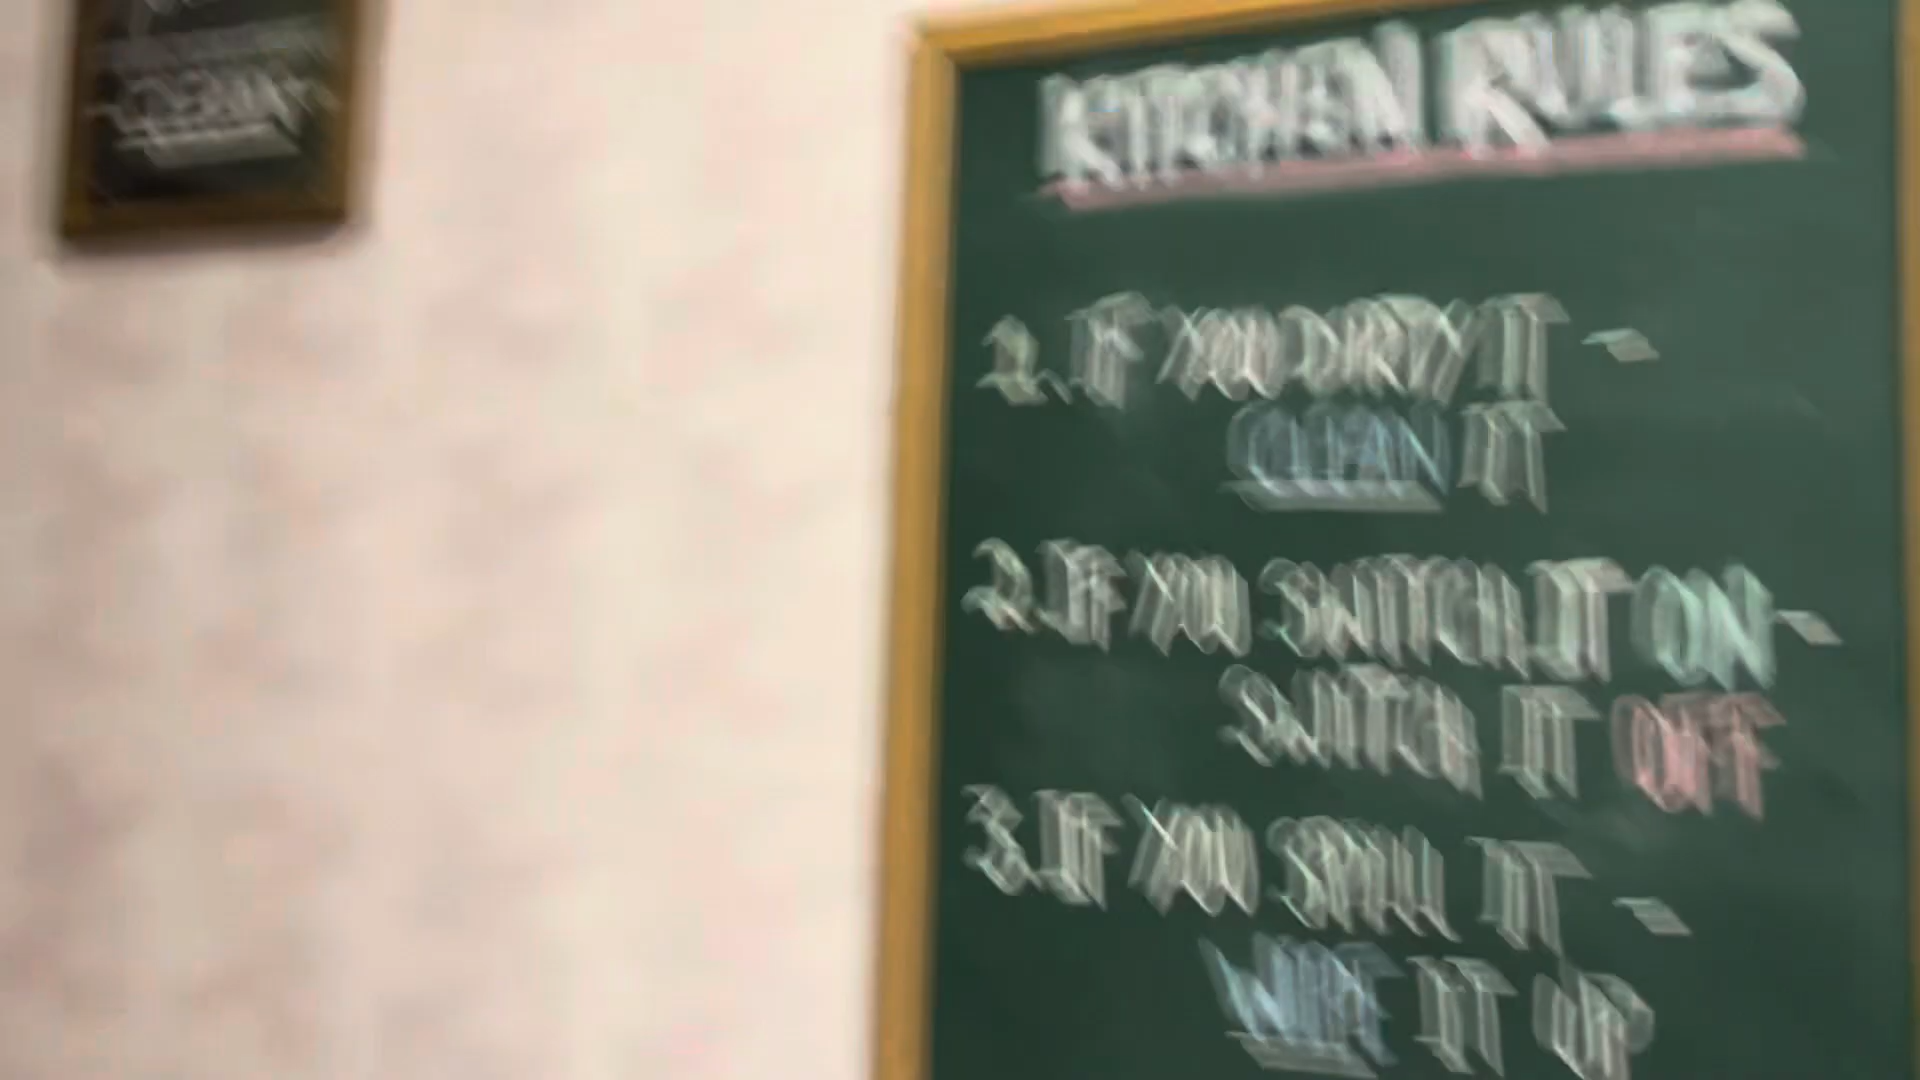 KITCHEN RULES
1. IF YOU DIRTY IT -
CLEAN IT
2. IF YOU SWITCH IT ON -
SWITCH IT OFF
3. IF YOU SPILL IT -
WIPE IT UP